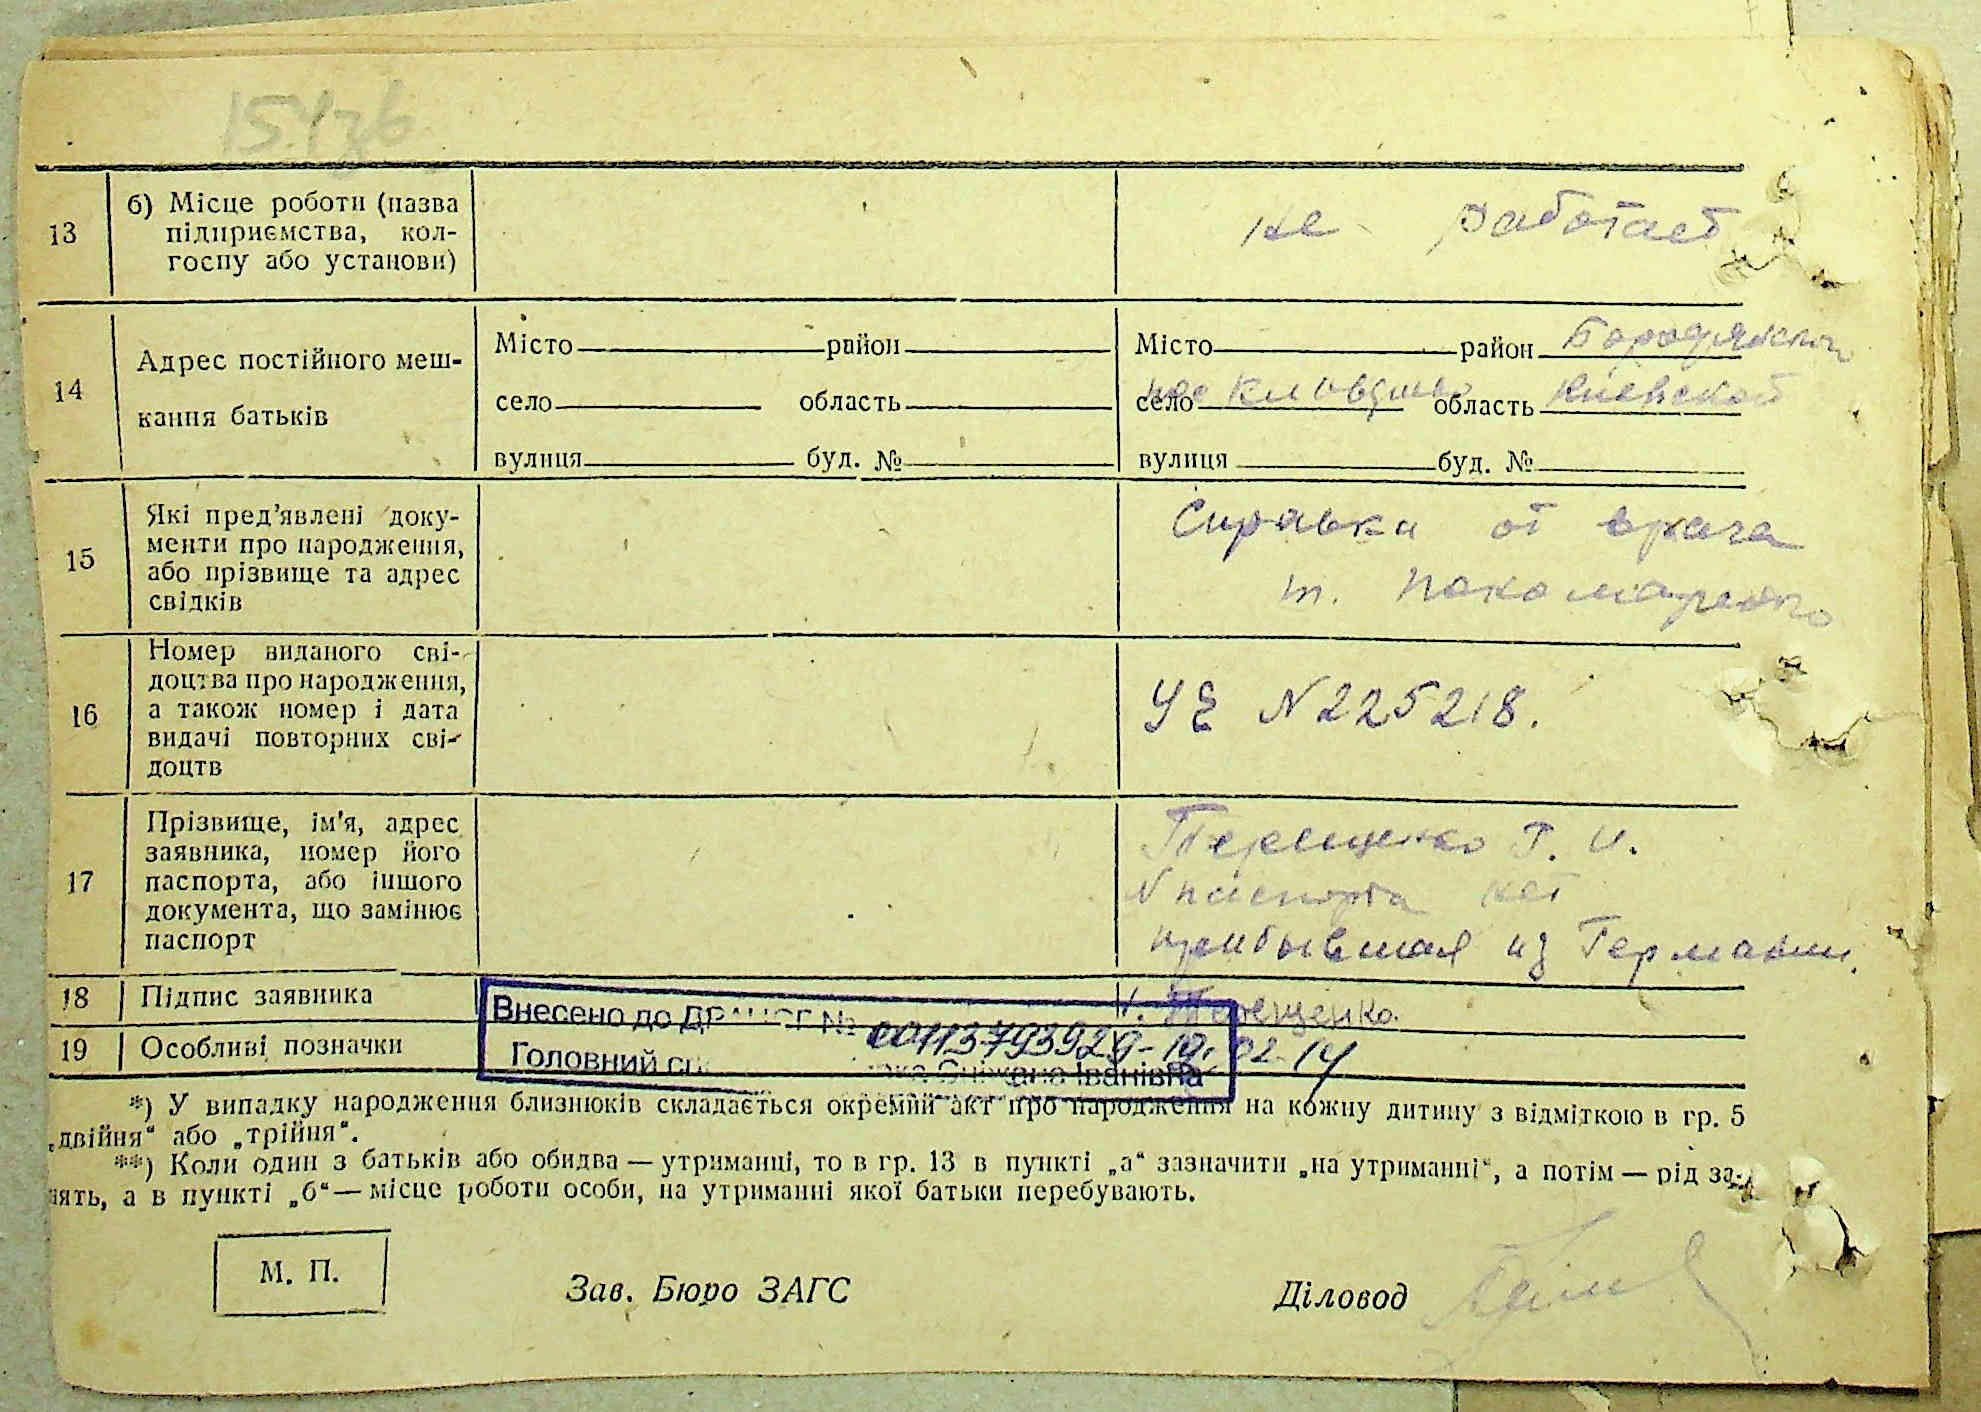 13
б) Місце роботи (назва
підприємства, кол-
госпу або установи)
не работает
14
Адрес постійного меш-
кання батьків
Місто район
село область
вулиця буд. №
Місто район Бородянский
село область Киевской
вулиця буд. №
15
Які пред'явлені доку-
менти про народження,
або прізвище та адрес
свідків
Справка от врача
т.
16
Номер виданого сві-
доцтва про народження,
а також номер і дата
видачі повторних сві-
доцтв
УЕ N 225218.
17
Прізвище, ім'я, адрес
заявника, номер його
паспорта, або іншого
документа, що замінює
паспорт
Терещенко Г. И.
N паспорта нет
прибывшая из Германии.
18 Підпис заявника
Терещенко.
19 Особливі позначки
Внесено до ДРАЦСГ № 00113793929-19.02.14
Головний Сніжана Іванівна
*) У випадку народження близнюків складається окремий акт про народження на кожну дитину з відміткою в гр. 5
„двійня“ або „трійня“.
**) Коли один з батьків або обидва — утриманці, то в гр. 13 в пункті „а“ зазначити „на утриманні“, а потім — рід за-
нять, а в пункті „б“ — місце роботи особи, на утриманні якої батьки перебувають.
М. П.
Зав. Бюро ЗАГС
Діловод